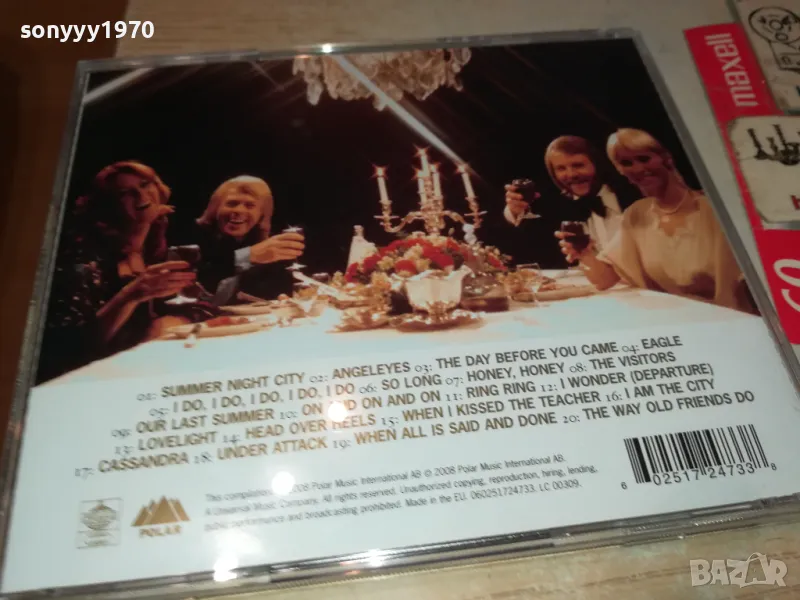 sonyyy1970
maxell
01: SUMMER NIGHT CITY 02: ANGELEYES 03: THE DAY BEFORE YOU CAME 04: EAGLE
05: I DO, I DO, I DO, I DO, I DO 06: SO LONG 07: HONEY, HONEY 08: THE VISITORS
09: OUR LAST SUMMER 10: ON AND ON AND ON 11: RING RING 12: I WONDER (DEPARTURE)
13: LOVELIGHT 14: HEAD OVER HEELS 15: WHEN I KISSED THE TEACHER 16: I AM THE CITY
17: CASSANDRA 18: UNDER ATTACK 19: WHEN ALL IS SAID AND DONE 20: THE WAY OLD FRIENDS DO
This compilation 2008 Polar Music International AB © 2008 Polar Music International AB.
A Universal Music Company. All rights reserved. Unauthorized copying, reproduction, hiring, lending,
public performance and broadcasting prohibited. Made in the EU. 060251724733. LC 00309.
POLAR
6 02517 24733 8
BAZAR